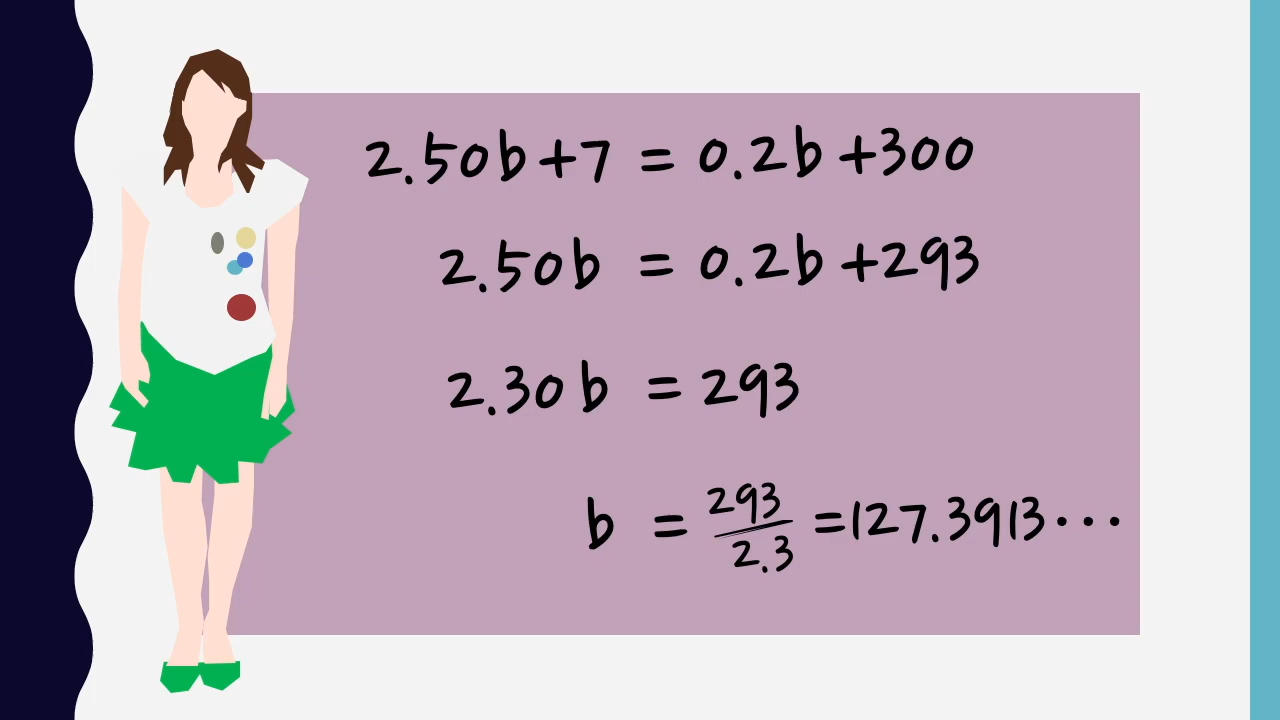 2.50b+7 = 0.2b+300
2.50b = 0.2b+293
2.30b = 293
b = 293/2.3 =127.3913...